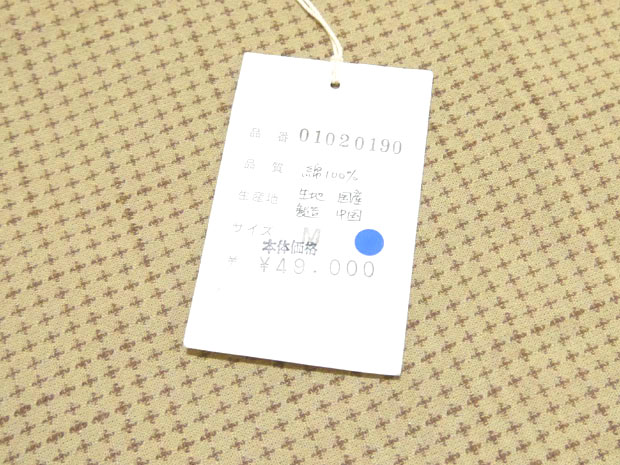 品 番 01020190
品 質 綿100%
生産地 生地 国産
製造 中国
サイズ M
本体価格
¥ ¥49.000